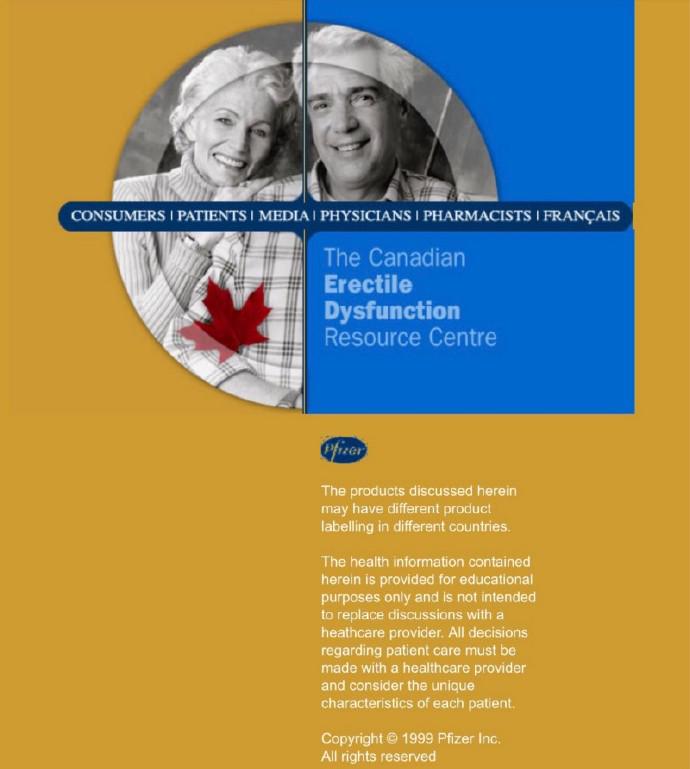 CONSUMERS | PATIENTS | MEDIA | PHYSICIANS | PHARMACISTS | FRANÇAIS
The Canadian
Erectile
Dysfunction
Resource Centre
Pfizer
The products discussed herein
may have different product
labelling in different countries.
The health information contained
herein is provided for educational
purposes only and is not intended
to replace discussions with a
heathcare provider. All decisions
regarding patient care must be
made with a healthcare provider
and consider the unique
characteristics of each patient.
Copyright © 1999 Pfizer Inc.
All rights reserved